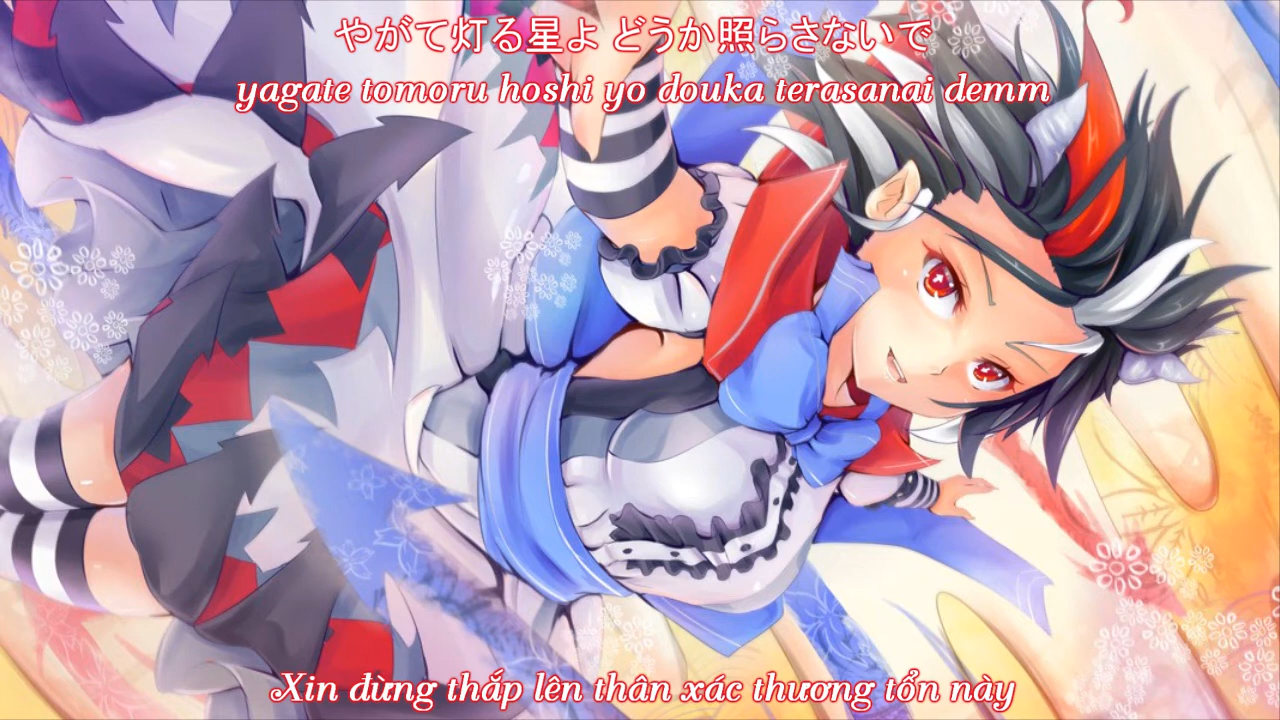 やがて灯る星よ どうか照らさないで
yagate tomoru hoshi yo douka terasanai demm
Xin đừng thắp lên thân xác thương tổn này